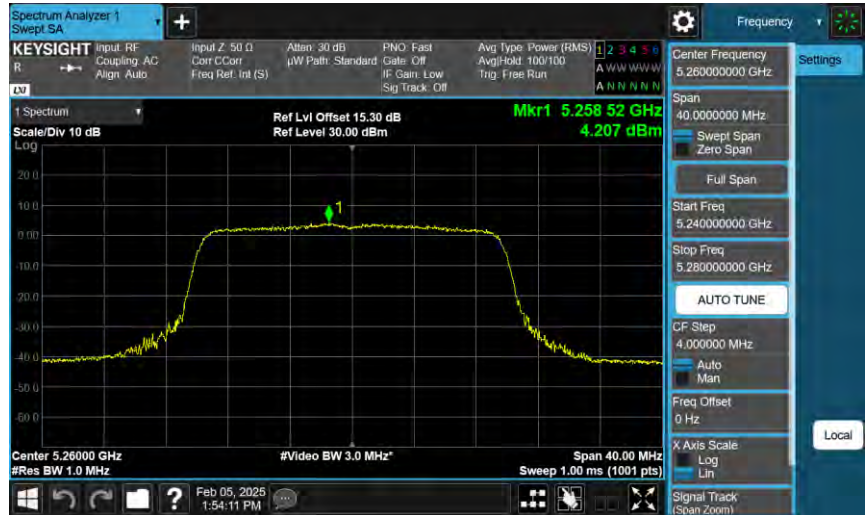 Spectrum Analyzer 1
Swept SA
+
Frequency
KEYSIGHT
R
LXI
Input: RF
Coupling: AC
Align: Auto
Input Z: 50 Ω
Corr CCorr
Freq Ref: Int (S)
Atten: 30 dB
µW Path: Standard
PNO: Fast
Gate: Off
IF Gain: Low
Sig Track: Off
Avg Type: Power (RMS)
Avg|Hold: 100/100
Trig: Free Run
1 2 3 4 5 6
A W W W W W
A N N N N N
1 Spectrum
Scale/Div 10 dB
Log
Ref Lvl Offset 15.30 dB
Ref Level 30.00 dBm
Mkr1 5.258 52 GHz
4.207 dBm
20.0
10.0
0.00
-10.0
-20.0
-30.0
-40.0
-50.0
-60.0
1
Center 5.26000 GHz
#Res BW 1.0 MHz
#Video BW 3.0 MHz*
Span 40.00 MHz
Sweep 1.00 ms (1001 pts)
?
Feb 05, 2025
1:54:11 PM
Center Frequency
5.260000000 GHz
Span
40.0000000 MHz
Swept Span
Zero Span
Full Span
Start Freq
5.240000000 GHz
Stop Freq
5.280000000 GHz
AUTO TUNE
CF Step
4.000000 MHz
Auto
Man
Freq Offset
0 Hz
X Axis Scale
Log
Lin
Signal Track
(Span Zoom)
Settings
Local